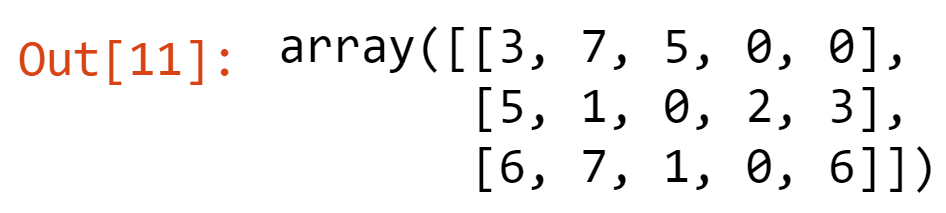 Out[11]: array([[3, 7, 5, 0, 0],
[5, 1, 0, 2, 3],
[6, 7, 1, 0, 6]])